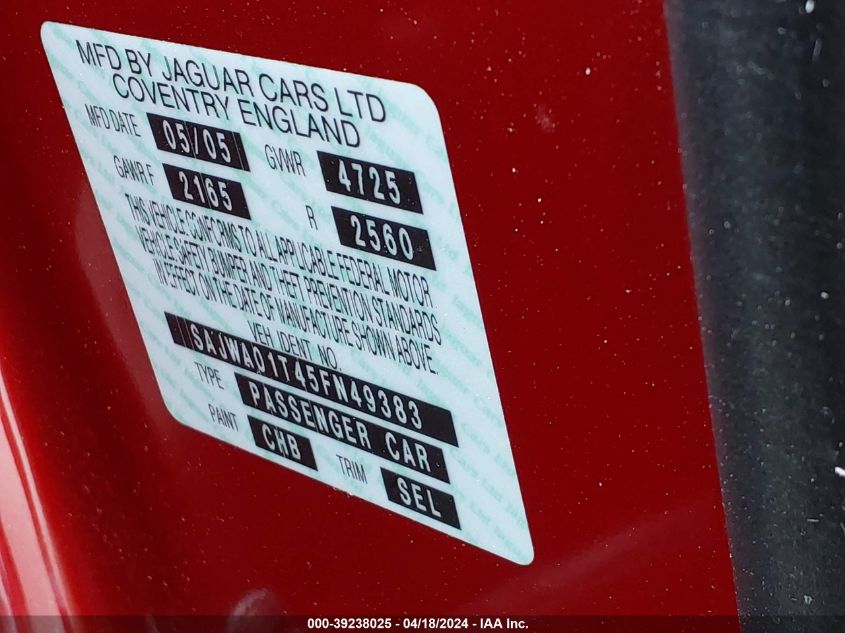 MFD BY JAGUAR CARS LTD
COVENTRY ENGLAND
MFD DATE 05/05 GVWR 4725
GAWR F 2165 R 2560
THIS VEHICLE CONFORMS TO ALL APPLICABLE FEDERAL MOTOR
VEHICLE SAFETY BUMPER AND THEFT PREVENTION STANDARDS
IN EFFECT ON THE DATE OF MANUFACTURE SHOWN ABOVE.
VEH. IDENT. NO.
SAJWA01T45FN49383
TYPE PASSENGER CAR
PAINT CHB TRIM SEL
000-39238025 - 04/18/2024 - IAA Inc.